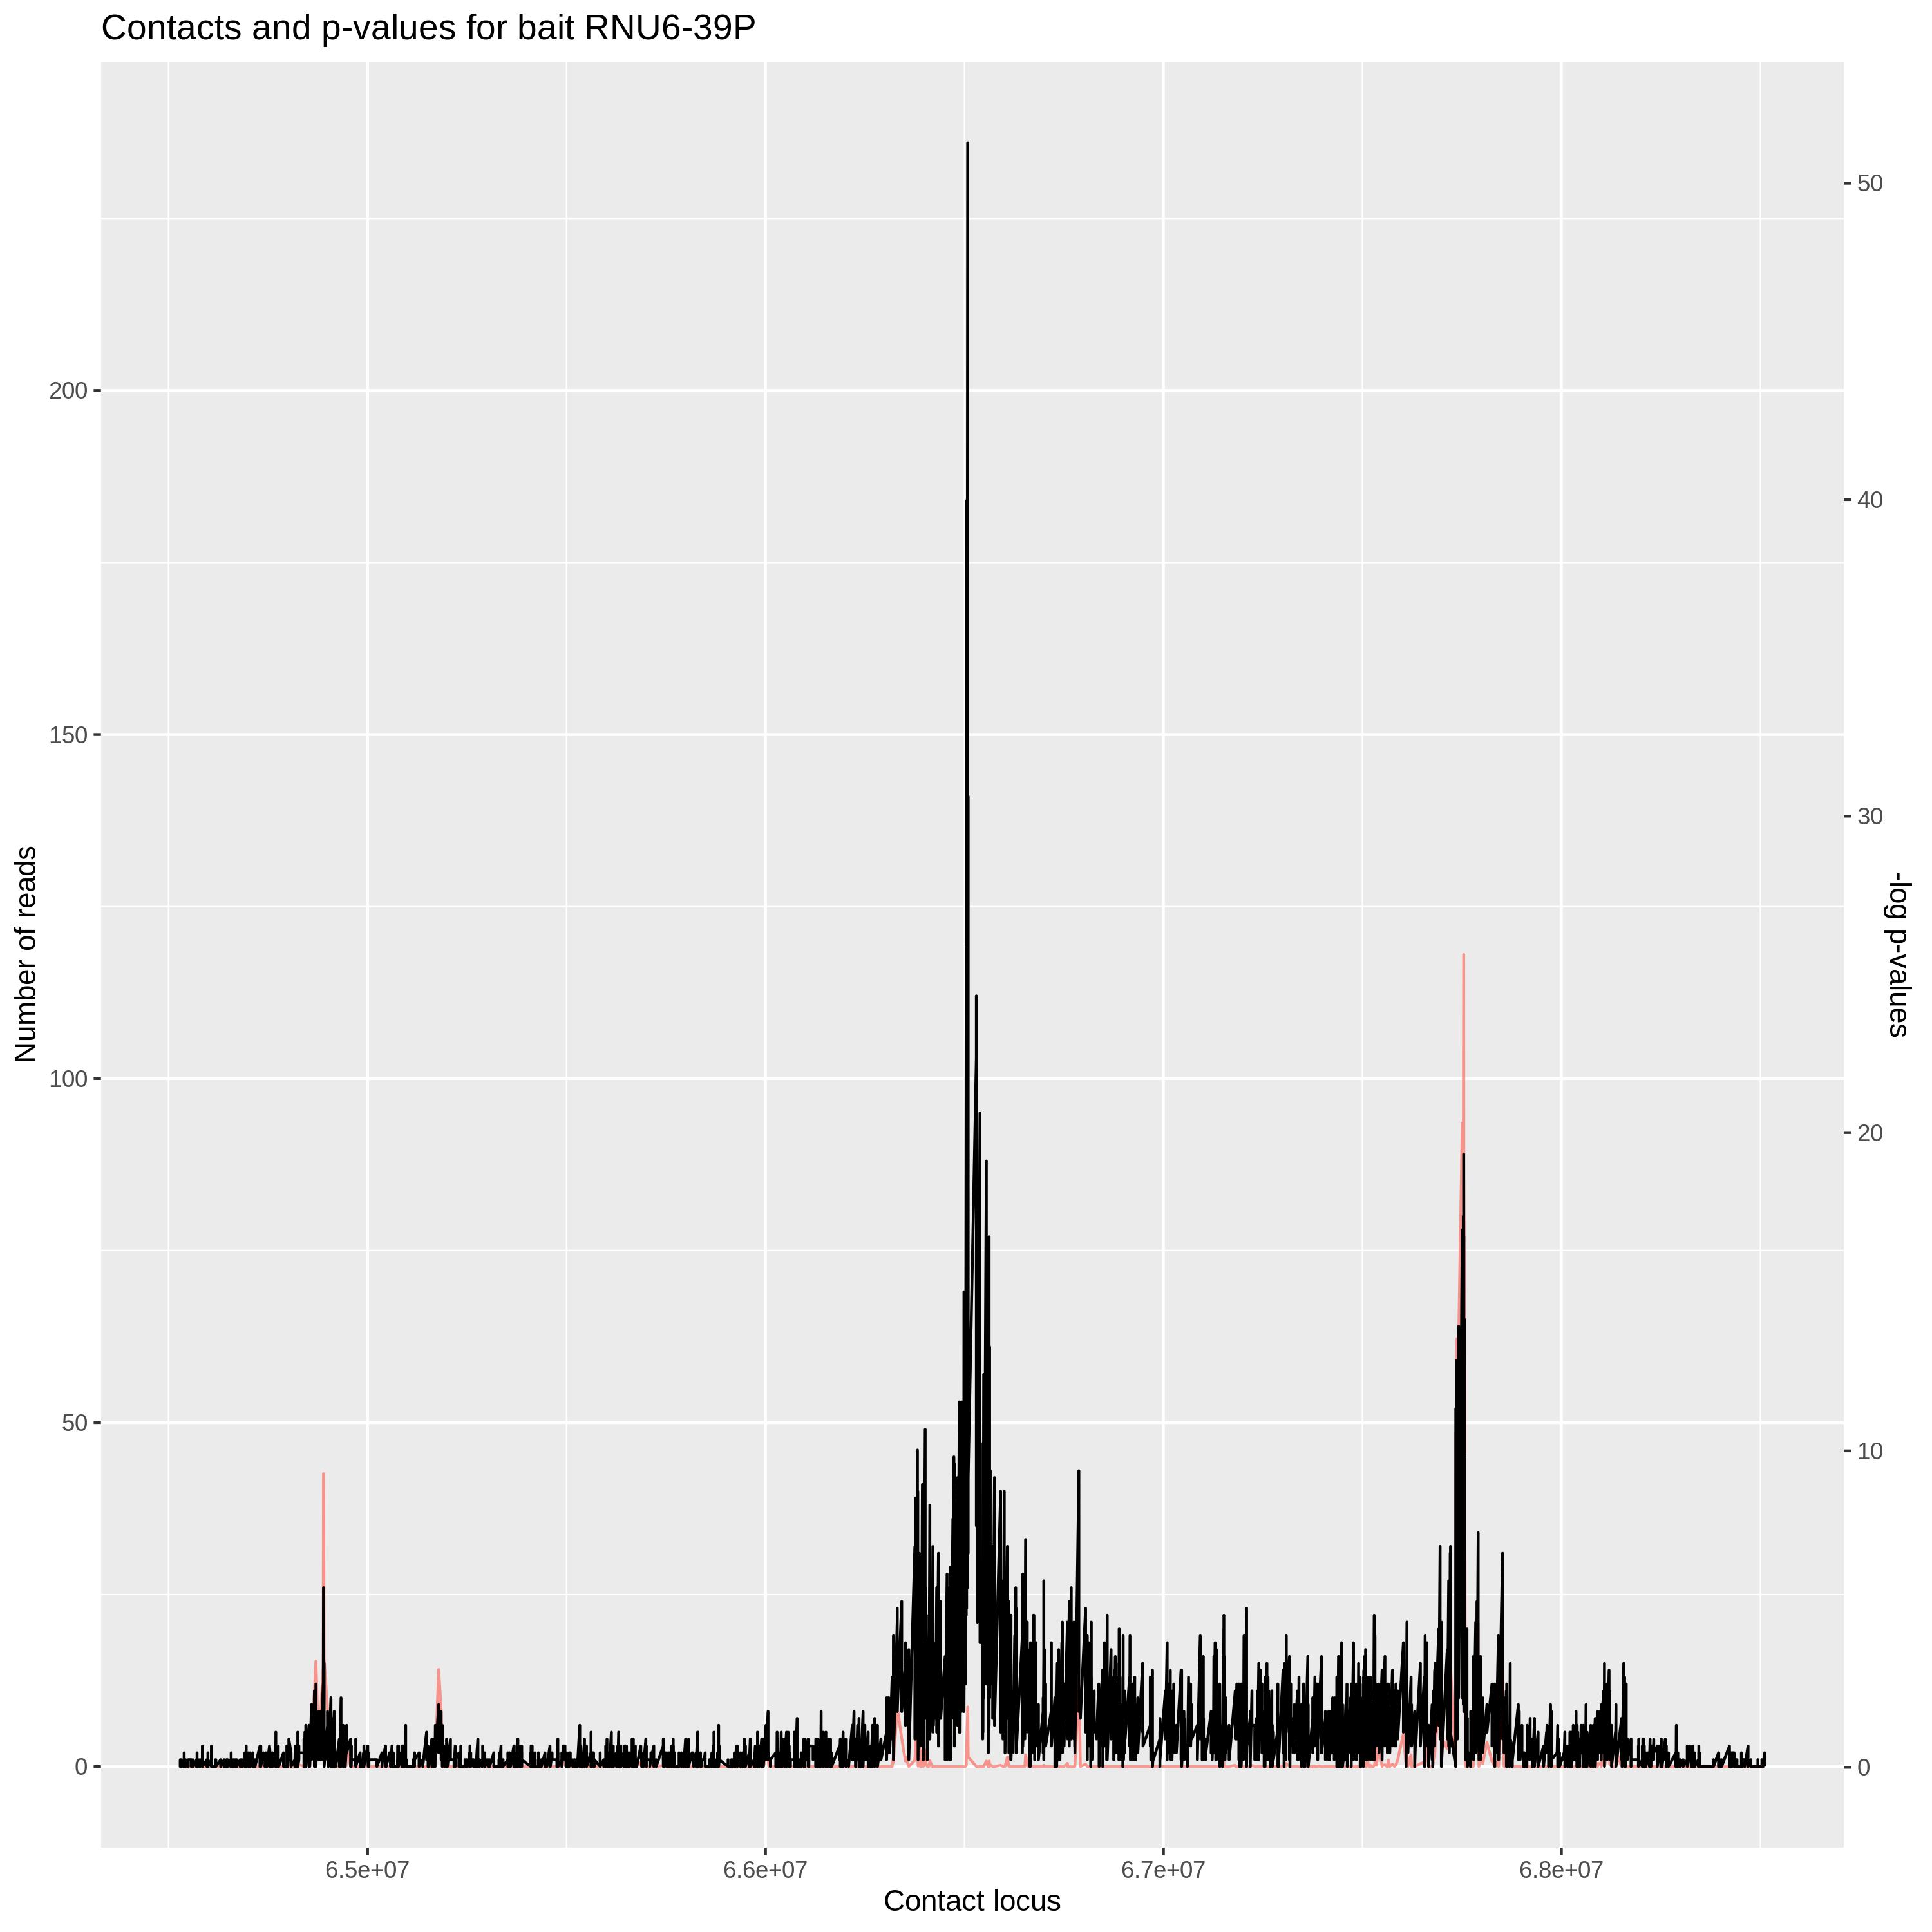 Contacts and p-values for bait RNU6-39P
Number of reads
200
150
100
50
0
50
40
30
20
10
0
-log p-values
6.5e+07 6.6e+07 6.7e+07 6.8e+07
Contact locus